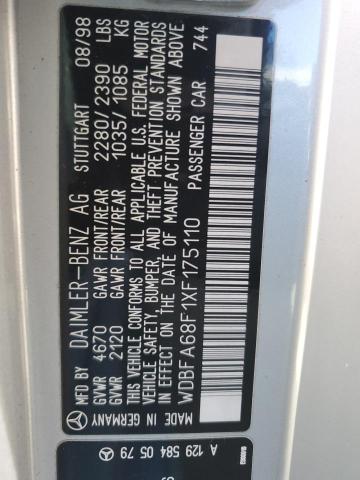 MFD BY DAIMLER-BENZ AG STUTTGART 08/98
GVWR 4670 GAWR FRONT/REAR 2280/2390 LBS
GVWR 2120 GAWR FRONT/REAR 1035/1085 KG
THIS VEHICLE CONFORMS TO ALL APPLICABLE U.S. FEDERAL MOTOR
VEHICLE SAFETY, BUMPER, AND THEFT PREVENTION STANDARDS
IN EFFECT ON THE DATE OF MANUFACTURE SHOWN ABOVE
WDBFA68F1XF175110 PASSENGER CAR 744
MADE IN GERMANY
A 129 584 05 79